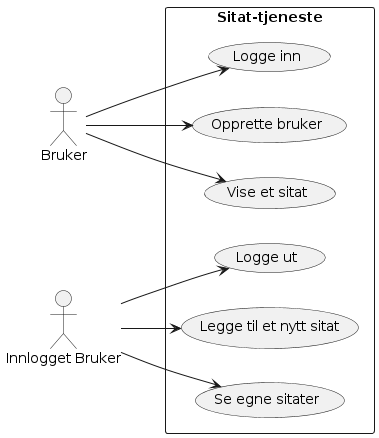 Sitat-tjeneste
Logge inn
Opprette bruker
Bruker
Vise et sitat
Logge ut
Legge til et nytt sitat
Innlogget Bruker
Se egne sitater